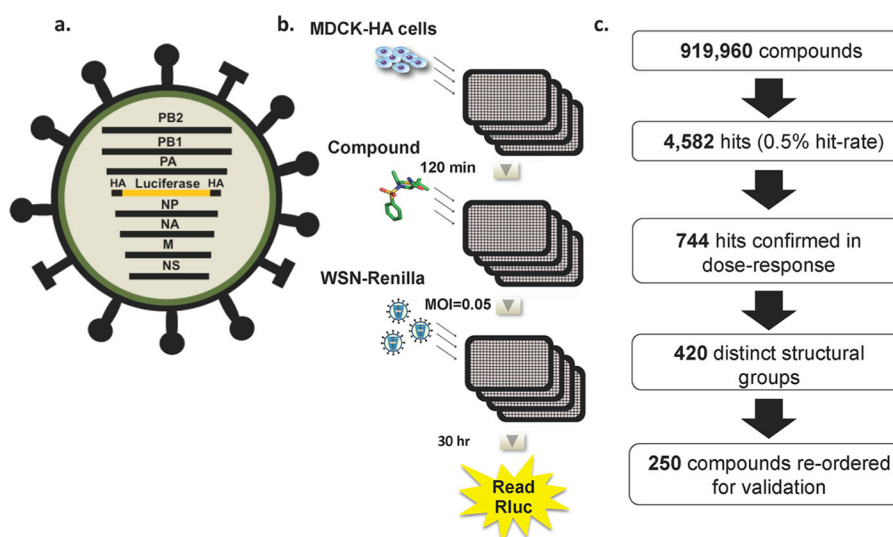 a.
PB2
PB1
PA
HA Luciferase HA
NP
NA
M
NS
b.
MDCK-HA cells
Compound
120 min
WSN-Renilla
MOI=0.05
30 hr
Read
Rluc
c.
919,960 compounds
4,582 hits (0.5% hit-rate)
744 hits confirmed in
dose-response
420 distinct structural
groups
250 compounds re-ordered
for validation